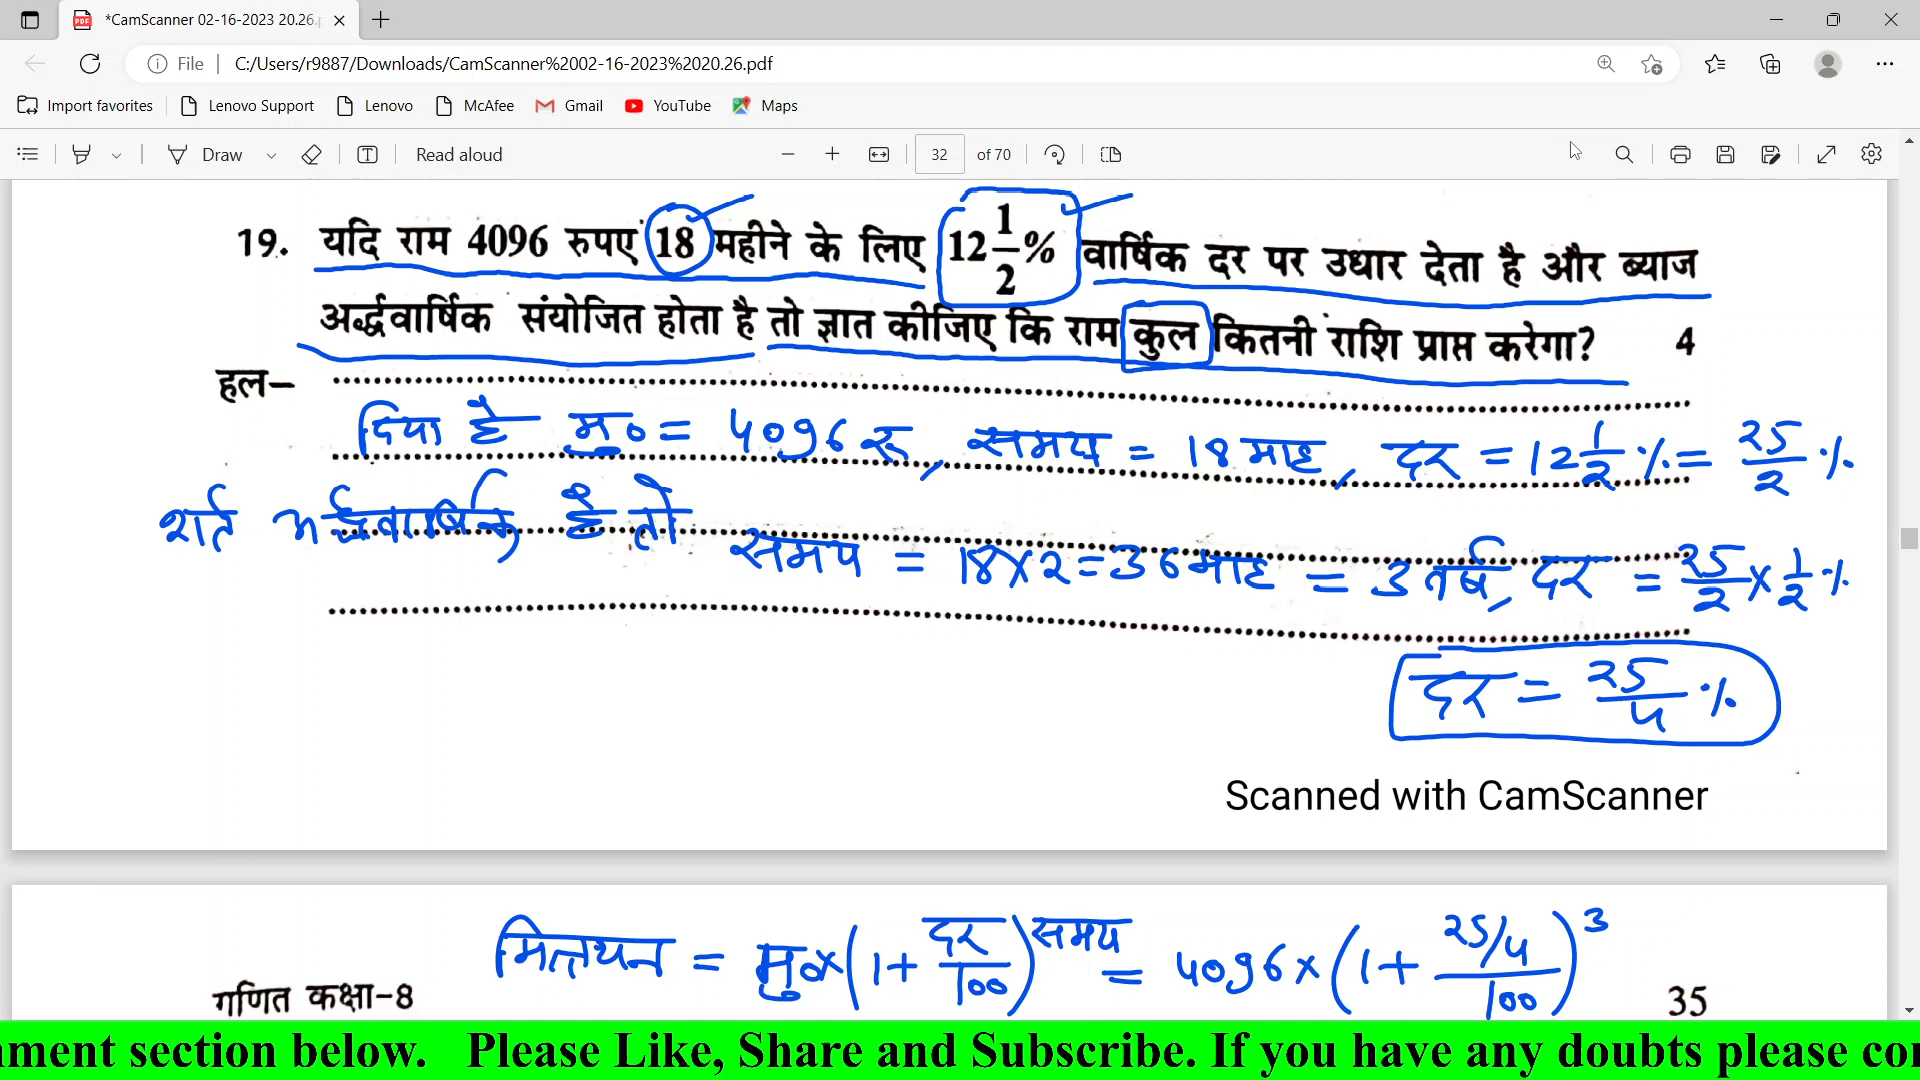 *CamScanner 02-16-2023 20.26.
File C:/Users/r9887/Downloads/CamScanner%2002-16-2023%2020.26.pdf
Import favorites Lenovo Support Lenovo McAfee Gmail YouTube Maps
Draw Read aloud 32 of 70
19. यदि राम 4096 रुपए 18 महीने के लिए 12 1/2 % वार्षिक दर पर उधार देता है और ब्याज
अर्द्धवार्षिक संयोजित होता है तो ज्ञात कीजिए कि राम कुल कितनी राशि प्राप्त करेगा? 4
हल–
दिया है मू० = 4096 रू, समय = 18 माह, दर = 12 1/2 % = 25/2 %
शर्त अर्द्धवार्षिक है तो समय = 18×2=36 माह = 3 वर्ष, दर = 25/2 × 1/2 %
दर = 25/4 %
Scanned with CamScanner
मिश्रधन = मू० × (1 + दर/100)^समय = 4096 × (1 + 25/4/100)^3
गणित कक्षा-8 35
nment section below. Please Like, Share and Subscribe. If you have any doubts please co